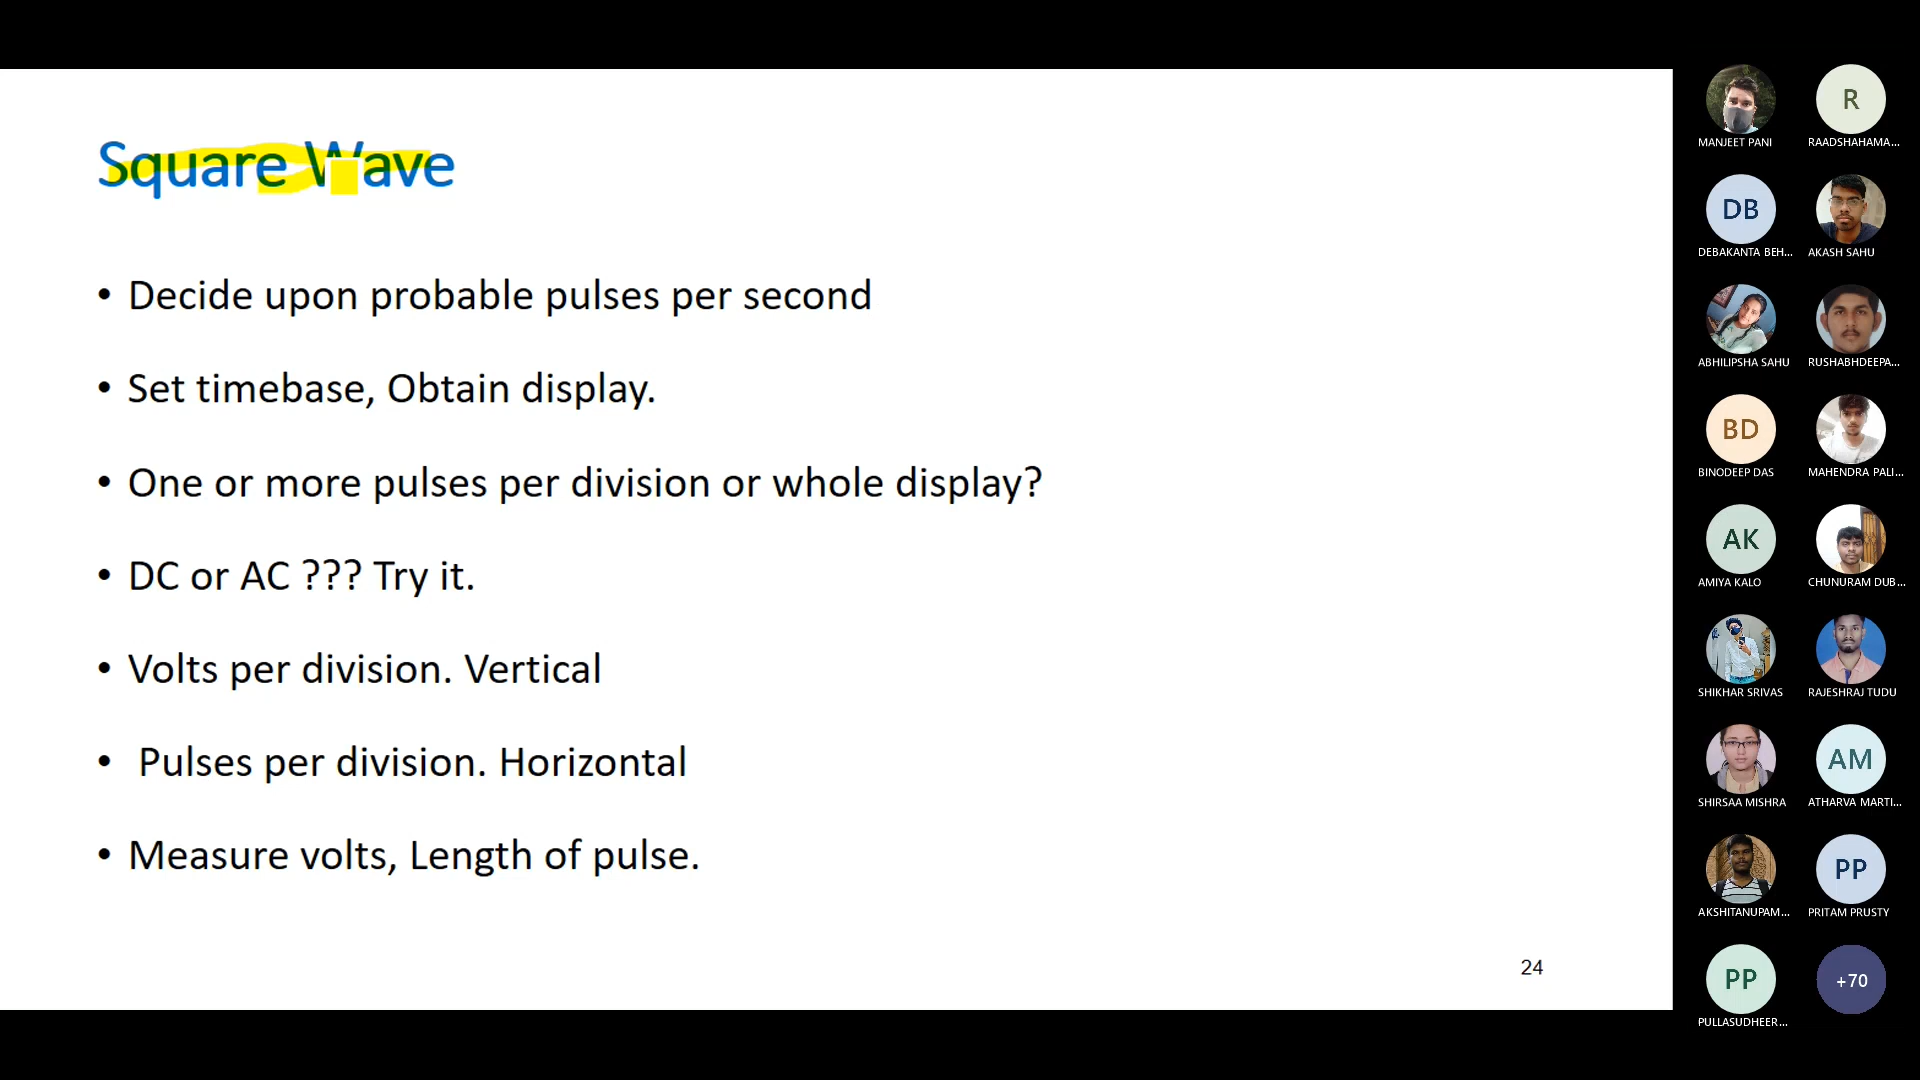 Square Wave
• Decide upon probable pulses per second
• Set timebase, Obtain display.
• One or more pulses per division or whole display?
• DC or AC ??? Try it.
• Volts per division. Vertical
• Pulses per division. Horizontal
• Measure volts, Length of pulse.
24
MANJEET PANI
R
RAADSHAHAMA...
DB
DEBAKANTA BEH...
AKASH SAHU
ABHILIPSHA SAHU
RUSHABHDEEPA...
BD
BINODEEP DAS
MAHENDRA PALI...
AK
AMIYA KALO
CHUNURAM DUB...
SHIKHAR SRIVAS
RAJESHRAJ TUDU
SHIRSAA MISHRA
AM
ATHARVA MARTI...
AKSHITANUPAM...
PP
PRITAM PRUSTY
PP
PULLASUDHEER...
+70